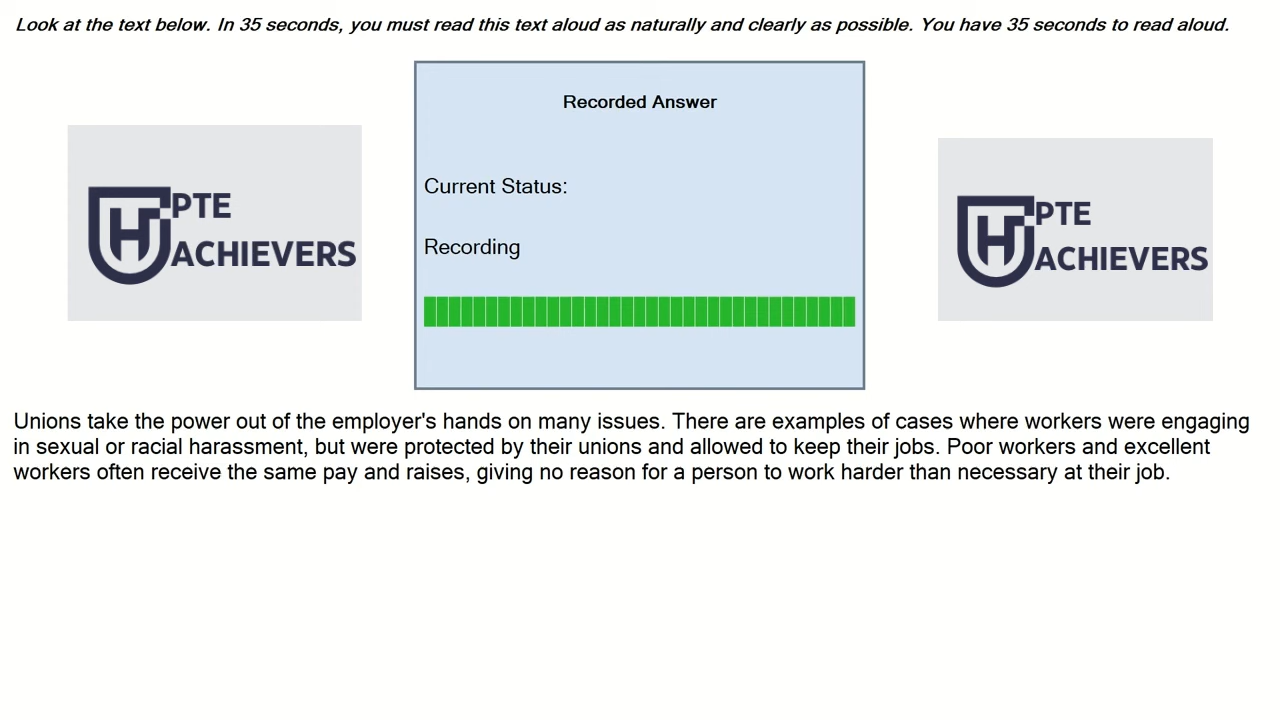 Look at the text below. In 35 seconds, you must read this text aloud as naturally and clearly as possible. You have 35 seconds to read aloud.
Recorded Answer
Current Status:
Recording
PTE
ACHIEVERS
PTE
ACHIEVERS
Unions take the power out of the employer's hands on many issues. There are examples of cases where workers were engaging
in sexual or racial harassment, but were protected by their unions and allowed to keep their jobs. Poor workers and excellent
workers often receive the same pay and raises, giving no reason for a person to work harder than necessary at their job.